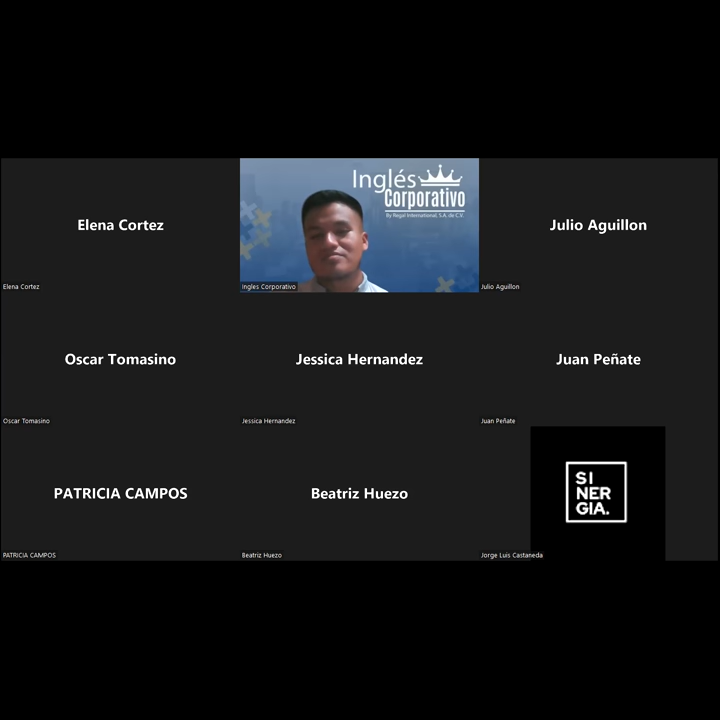 Elena Cortez
Elena Cortez
Inglés
Corporativo
By Regal International, S.A. de C.V.
Ingles Corporativo
Julio Aguillon
Julio Aguillon
Oscar Tomasino
Oscar Tomasino
Jessica Hernandez
Jessica Hernandez
Juan Peñate
Juan Peñate
PATRICIA CAMPOS
PATRICIA CAMPOS
Beatriz Huezo
Beatriz Huezo
SI
NER
GIA.
Jorge Luis Castaneda